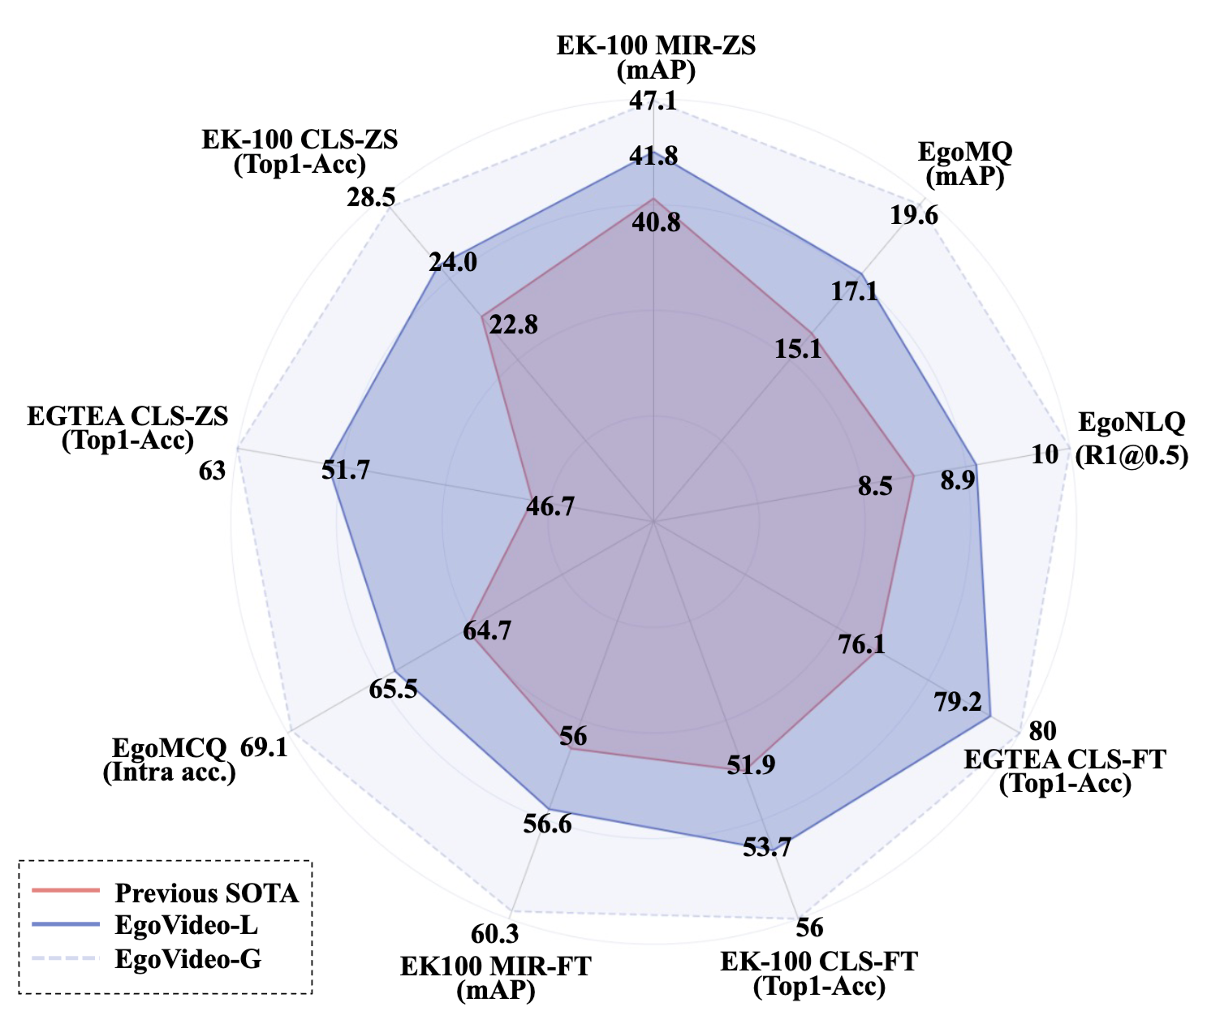 EK-100 MIR-ZS
(mAP)
47.1
EK-100 CLS-ZS
(Top1-Acc)
28.5
41.8
EgoMQ
(mAP)
19.6
40.8
24.0
17.1
22.8
15.1
EGTEA CLS-ZS
(Top1-Acc)
63
51.7
46.7
EgoNLQ
(R1@0.5)
10
8.5
8.9
64.7
65.5
76.1
79.2
80
EGTEA CLS-FT
(Top1-Acc)
EgoMCQ 69.1
(Intra acc.)
56
51.9
56.6
53.7
60.3
EK100 MIR-FT
(mAP)
56
EK-100 CLS-FT
(Top1-Acc)
Previous SOTA
EgoVideo-L
EgoVideo-G